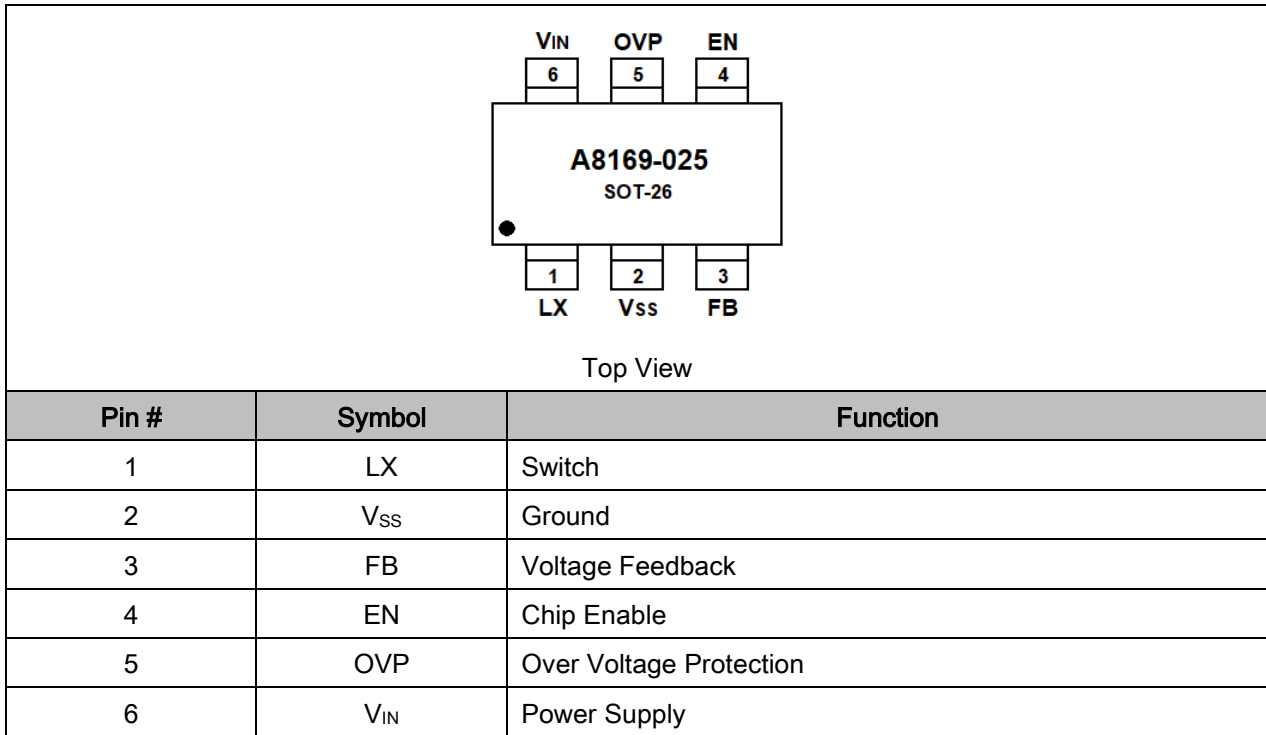 VIN OVP EN
6 5 4
A8169-025
SOT-26
1 2 3
LX VSS FB
Top View
Pin # Symbol Function
1 LX Switch
2 VSS Ground
3 FB Voltage Feedback
4 EN Chip Enable
5 OVP Over Voltage Protection
6 VIN Power Supply